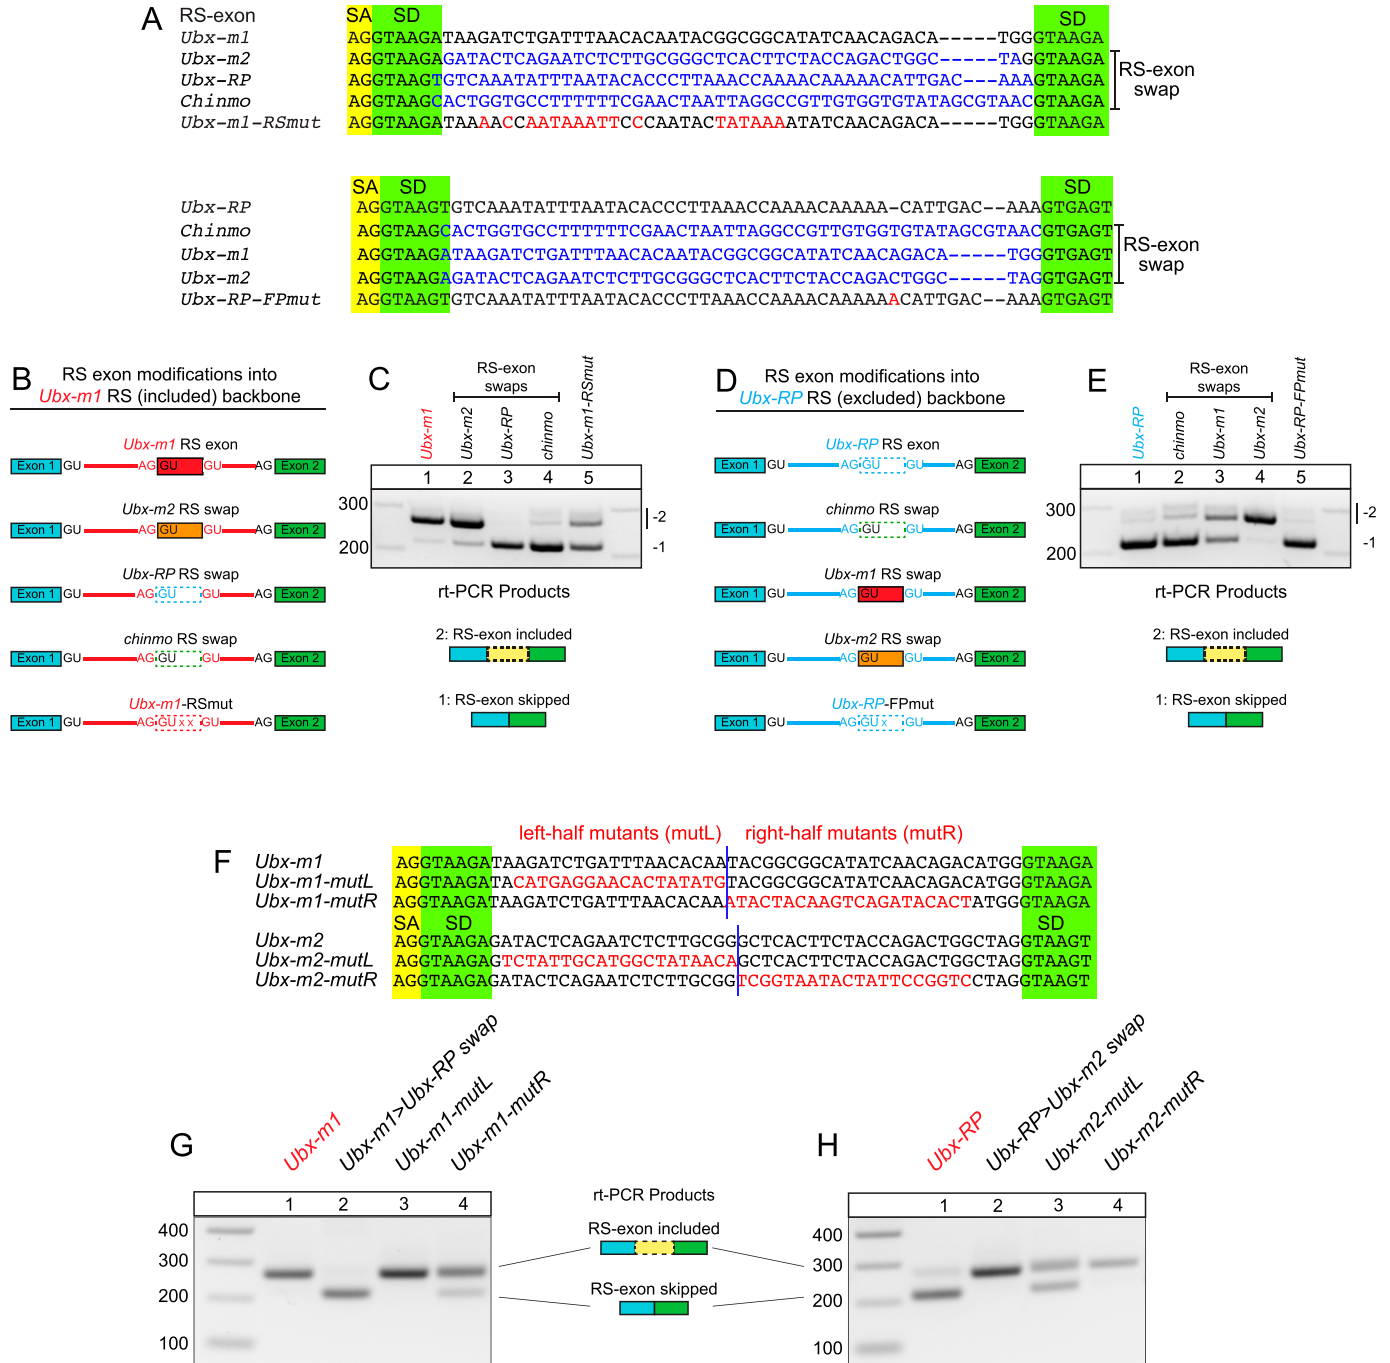 A
RS-exon SA SD SD
Ubx-m1 AGGTAAGATAAGATCTGATTTAACACAATACGGCGGCATATCAACAGACA-----TGGGTAAGA
Ubx-m2 AGGTAAGAGATACTCAGAATCTCTTGCGGGCTCACTTCTACCAGACTGGC-----TAGGTAAGA
Ubx-RP AGGTAAGTGTCAAATATTTAATACACCCTTAAACCAAAACAAAAACATTGAC---AAAGTAAGA
Chinmo AGGTAAGCACTGGTGCCTTTTTTCGAACTAATTAGGCCGTTGTGGTGTATAGCGTAACGTAAGA
Ubx-m1-RSmut AGGTAAGATAAAACCAATAAATTCCCAATACTATAAAATATCAACAGACA-----TGGGTAAGA
RS-exon
swap
SA SD SD
Ubx-RP AGGTAAGTGTCAAATATTTAATACACCCTTAAACCAAAACAAAAA-CATTGAC--AAAGTGAGT
Chinmo AGGTAAGCACTGGTGCCTTTTTTCGAACTAATTAGGCCGTTGTGGTGTATAGCGTAACGTGAGT
Ubx-m1 AGGTAAGATAAGATCTGATTTAACACAATACGGCGGCATATCAACAGACA-----TGGGTGAGT
Ubx-m2 AGGTAAGAGATACTCAGAATCTCTTGCGGGCTCACTTCTACCAGACTGGC-----TAGGTGAGT
Ubx-RP-FPmut AGGTAAGTGTCAAATATTTAATACACCCTTAAACCAAAACAAAAAACATTGAC--AAAGTGAGT
RS-exon
swap
B
RS exon modifications into
Ubx-m1 RS (included) backbone
Ubx-m1 RS exon
Exon 1 GU AG GU GU AG Exon 2
Ubx-m2 RS swap
Exon 1 GU AG GU GU AG Exon 2
Ubx-RP RS swap
Exon 1 GU AG GU GU AG Exon 2
chinmo RS swap
Exon 1 GU AG GU GU AG Exon 2
Ubx-m1-RSmut
Exon 1 GU AG GU x x GU AG Exon 2
C
RS-exon
swaps
Ubx-m1 Ubx-m2 Ubx-RP chinmo Ubx-m1-RSmut
1 2 3 4 5
300
200
-2
-1
rt-PCR Products
2: RS-exon included
1: RS-exon skipped
D
RS exon modifications into
Ubx-RP RS (excluded) backbone
Ubx-RP RS exon
Exon 1 GU AG GU GU AG Exon 2
chinmo RS swap
Exon 1 GU AG GU GU AG Exon 2
Ubx-m1 RS swap
Exon 1 GU AG GU GU AG Exon 2
Ubx-m2 RS swap
Exon 1 GU AG GU GU AG Exon 2
Ubx-RP-FPmut
Exon 1 GU AG GU x GU AG Exon 2
E
RS-exon
swaps
Ubx-RP chinmo Ubx-m1 Ubx-m2 Ubx-RP-FPmut
1 2 3 4 5
300
200
-2
-1
rt-PCR Products
2: RS-exon included
1: RS-exon skipped
F
left-half mutants (mutL) right-half mutants (mutR)
Ubx-m1 AGGTAAGATAAGATCTGATTTAACACAATACGGCGGCATATCAACAGACATGGGTAAGA
Ubx-m1-mutL AGGTAAGATACATGAGGAACACTATATGTACGGCGGCATATCAACAGACATGGGTAAGA
Ubx-m1-mutR AGGTAAGATAAGATCTGATTTAACACAAATACTACAAGTCAGATACACTATGGGTAAGA
SA SD SD
Ubx-m2 AGGTAAGAGATACTCAGAATCTCTTGCGGGCTCACTTCTACCAGACTGGCTAGGTAAGT
Ubx-m2-mutL AGGTAAGAGTCTATTGCATGGCTATAACAGCTCACTTCTACCAGACTGGCTAGGTAAGT
Ubx-m2-mutR AGGTAAGAGATACTCAGAATCTCTTGCGGTCGGTAATACTATTCCGGTCCTAGGTAAGT
G
Ubx-m1 Ubx-m1>Ubx-RP swap Ubx-m1-mutL Ubx-m1-mutR
1 2 3 4
400
300
200
100
rt-PCR Products
RS-exon included
RS-exon skipped
H
Ubx-RP Ubx-RP>Ubx-m2 swap Ubx-m2-mutL Ubx-m2-mutR
1 2 3 4
400
300
200
100